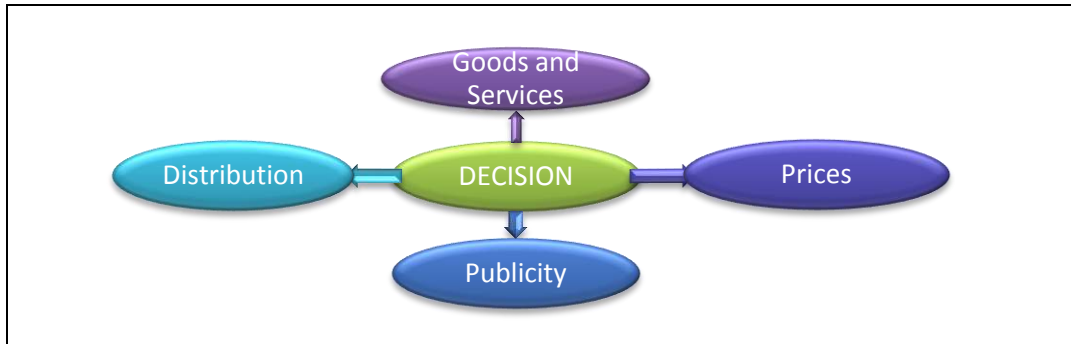 Goods and
Services
Distribution
DECISION
Prices
Publicity